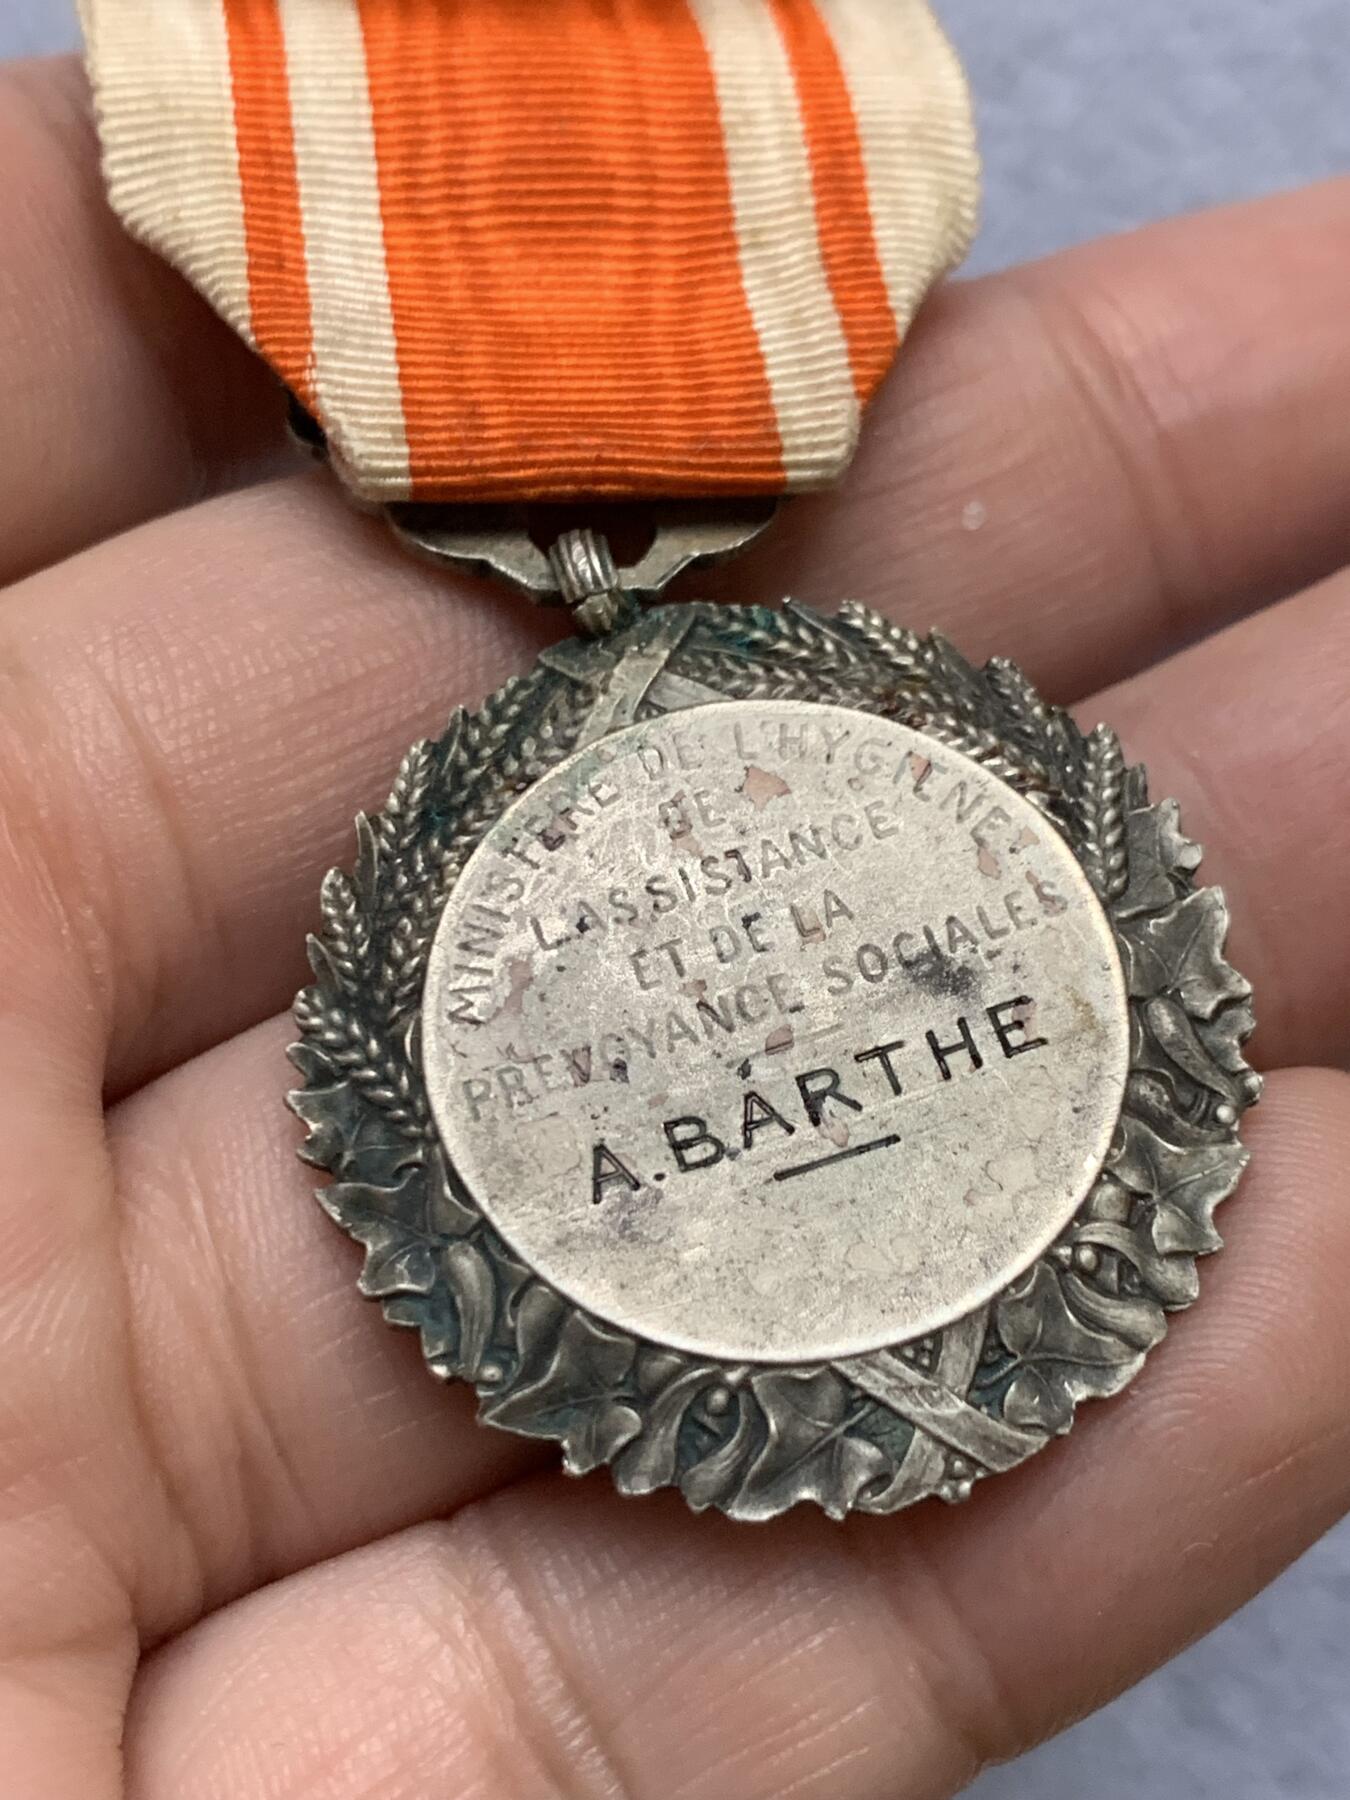 MINISTERE DE L'HYGIENE,
DE
L'ASSISTANCE
ET DE LA
PREVOYANCE SOCIALES
A. BARTHE